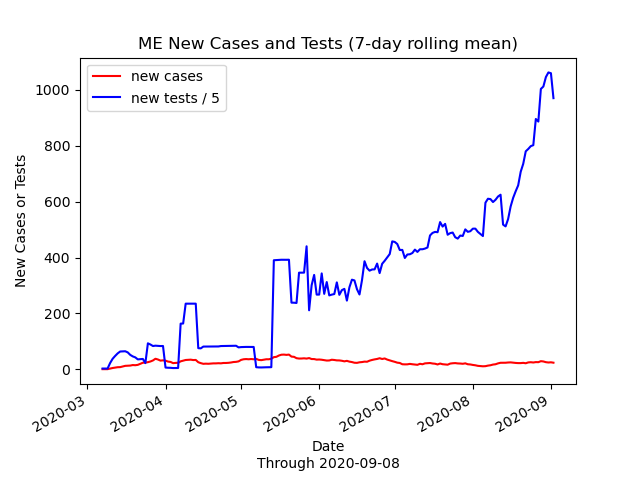 ME New Cases and Tests (7-day rolling mean)
new cases
new tests / 5
1000
800
600
400
200
0
New Cases or Tests
2020-03
2020-04
2020-05
2020-06
2020-07
2020-08
2020-09
Date
Through 2020-09-08